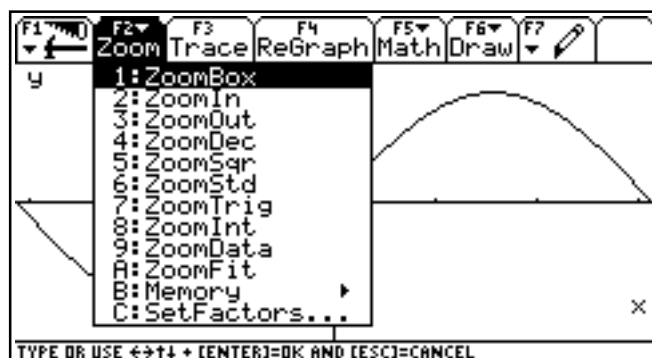 F1 F2 F3 F4 F5 F6 F7
Zoom Trace ReGraph Math Draw
y
1:ZoomBox
2:ZoomIn
3:ZoomOut
4:ZoomDec
5:ZoomSqr
6:ZoomStd
7:ZoomTrig
8:ZoomInt
9:ZoomData
A:ZoomFit
B:Memory
C:SetFactors...
x
TYPE OR USE ←→↑↓ + [ENTER]=OK AND [ESC]=CANCEL